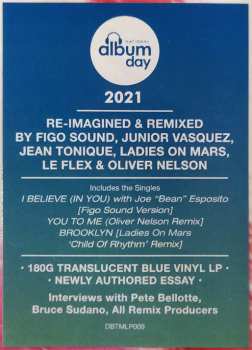 NATIONAL
album
day
2021
RE-IMAGINED & REMIXED
BY FIGO SOUND, JUNIOR VASQUEZ,
JEAN TONIQUE, LADIES ON MARS,
LE FLEX & OLIVER NELSON
Includes the Singles
I BELIEVE (IN YOU) with Joe "Bean" Esposito
[Figo Sound Version]
YOU TO ME (Oliver Nelson Remix)
BROOKLYN [Ladies On Mars
'Child Of Rhythm' Remix]
· 180G TRANSLUCENT BLUE VINYL LP ·
· NEWLY AUTHORED ESSAY ·
Interviews with Pete Bellotte,
Bruce Sudano, All Remix Producers
DBTMLP009